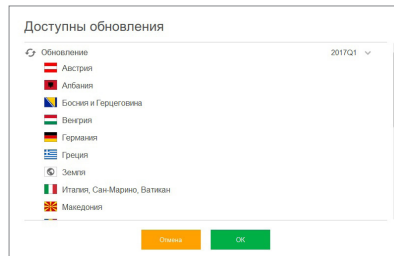 Доступны обновления
Обновление 2017Q1
Австрия
Албания
Босния и Герцеговина
Венгрия
Германия
Греция
Земля
Италия, Сан-Марино, Ватикан
Македония
Отмена OK